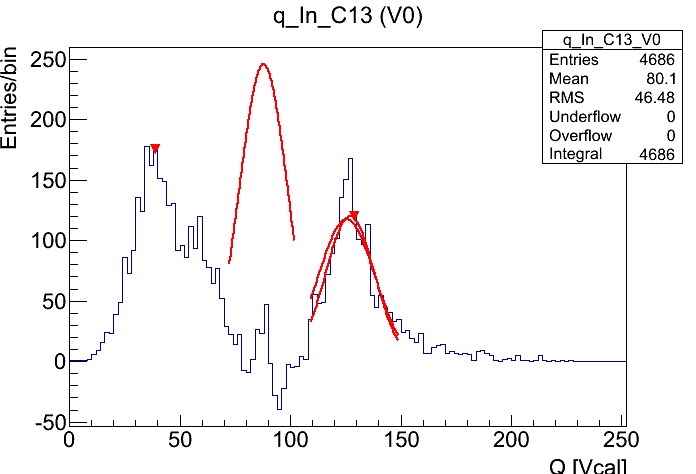 q_In_C13 (V0)
q_In_C13_V0
Entries 4686
Mean 80.1
RMS 46.48
Underflow 0
Overflow 0
Integral 4686
Entries/bin
250
200
150
100
50
0
-50
0 50 100 150 200 250
Q [Vcal]